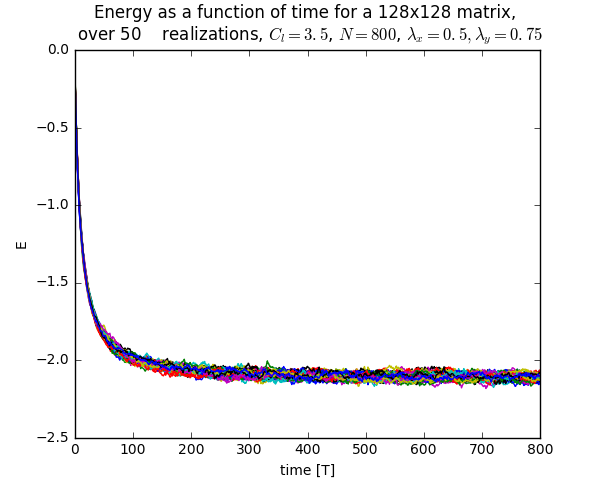 Energy as a function of time for a 128x128 matrix,
over 50    realizations, $C_l = 3.5$, $N = 800$, $\lambda_x = 0.5, \lambda_y = 0.75$
0.0
−0.5
−1.0
−1.5
−2.0
−2.5
E
0 100 200 300 400 500 600 700 800
time [T]